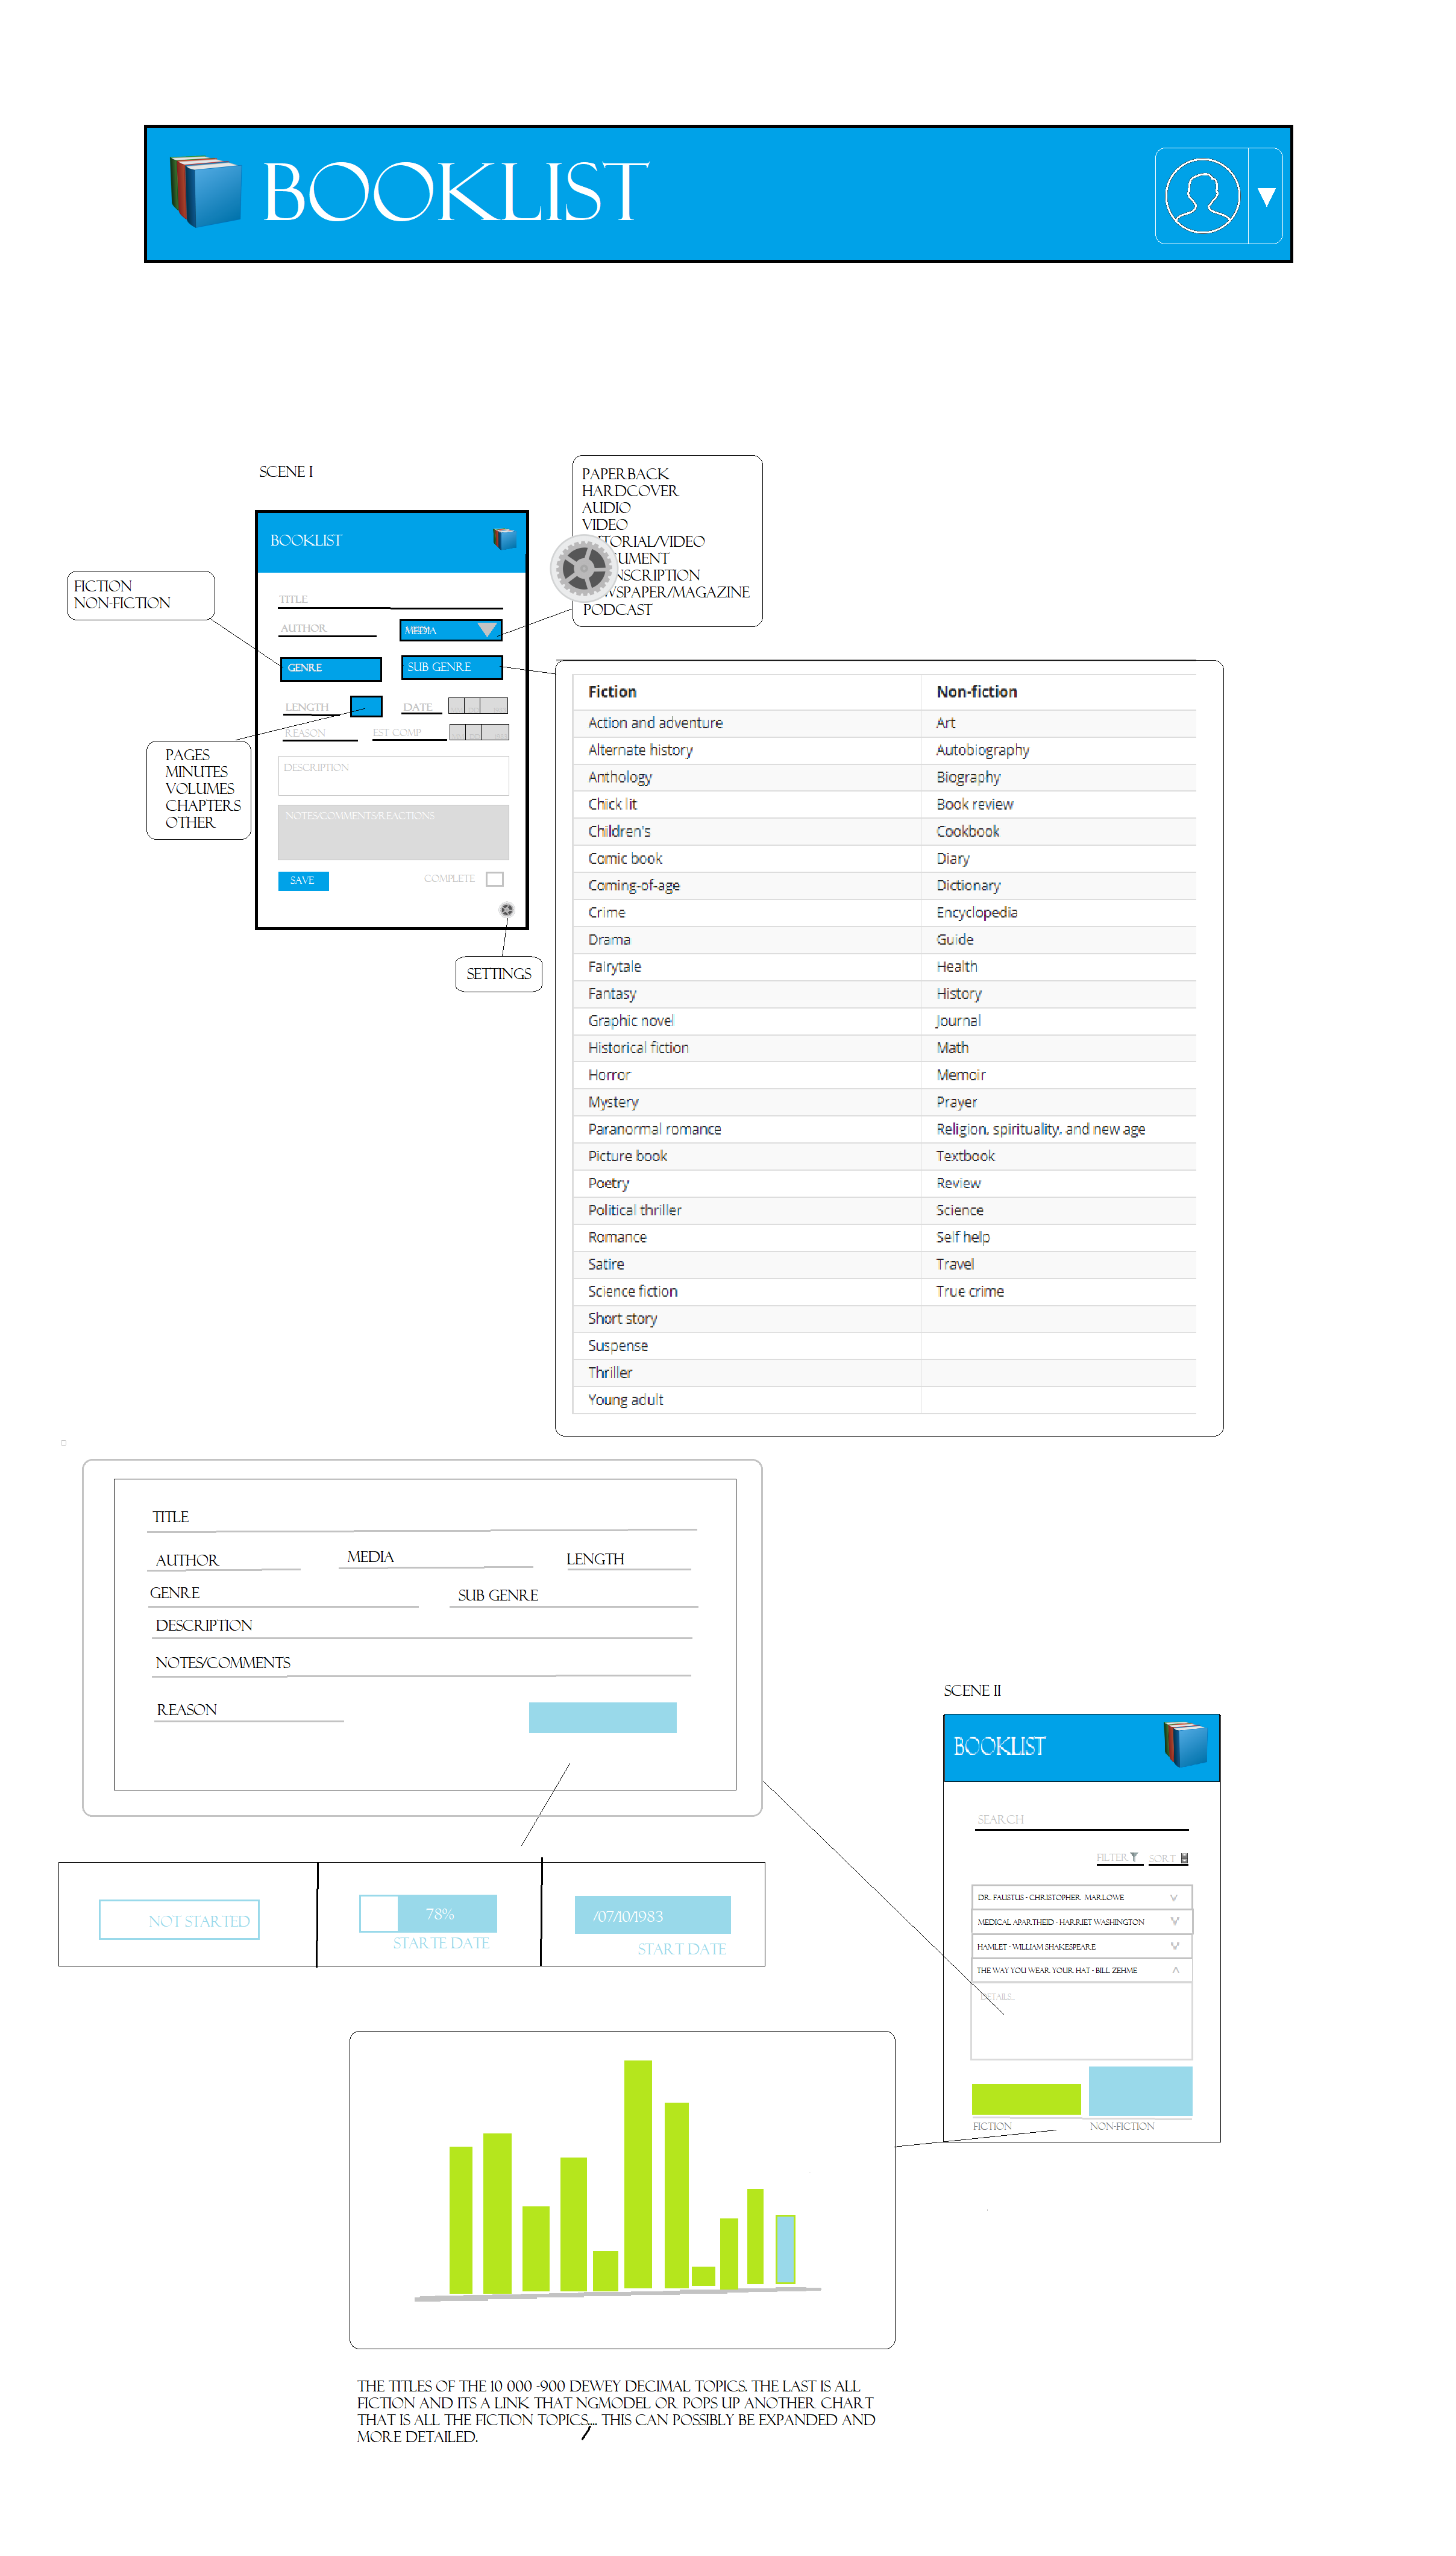 BOOKLIST
SCENE I
PAPERBACK
HARDCOVER
AUDIO
VIDEO
TORIAL/VIDEO
UMENT
NSCRIPTION
WSPAPER/MAGAZINE
PODCAST
FICTION
NON-FICTION
BOOKLIST
TITLE
AUTHOR
MEDIA
GENRE
SUB GENRE
LENGTH
DATE
REASON
EST COMP
DESCRIPTION
NOTES/COMMENTS/REACTIONS
SAVE
COMPLETE
PAGES
MINUTES
VOLUMES
CHAPTERS
OTHER
SETTINGS
Fiction Non-fiction
Action and adventure Art
Alternate history Autobiography
Anthology Biography
Chick lit Book review
Children's Cookbook
Comic book Diary
Coming-of-age Dictionary
Crime Encyclopedia
Drama Guide
Fairytale Health
Fantasy History
Graphic novel Journal
Historical fiction Math
Horror Memoir
Mystery Prayer
Paranormal romance Religion, spirituality, and new age
Picture book Textbook
Poetry Review
Political thriller Science
Romance Self help
Satire Travel
Science fiction True crime
Short story
Suspense
Thriller
Young adult
TITLE
AUTHOR MEDIA LENGTH
GENRE SUB GENRE
DESCRIPTION
NOTES/COMMENTS
REASON
NOT STARTED
78%
STARTE DATE
/07/10/1983
START DATE
SCENE II
BOOKLIST
SEARCH
FILTER SORT
DR. FAUSTUS - CHRISTOPHER MARLOWE
MEDICAL APARTHEID - HARRIET WASHINGTON
HAMLET - WILLIAM SHAKESPEARE
THE WAY YOU WEAR YOUR HAT - BILL ZEHME
DETAILS...
FICTION NON-FICTION
THE TITLES OF THE 10 000 -900 DEWEY DECIMAL TOPICS. THE LAST IS ALL
FICTION AND ITS A LINK THAT NGMODEL OR POPS UP ANOTHER CHART
THAT IS ALL THE FICTION TOPICS.... THIS CAN POSSIBLY BE EXPANDED AND
MORE DETAILED.